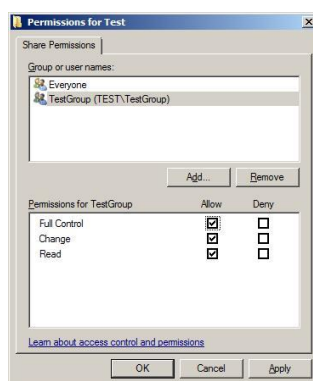 Permissions for Test
Share Permissions
Group or user names:
Everyone
TestGroup (TEST\TestGroup)
Add...
Remove
Permissions for TestGroup Allow Deny
Full Control
Change
Read
Learn about access control and permissions
OK Cancel Apply